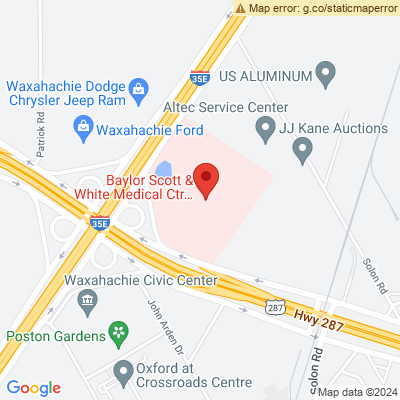 Map error: g.co/staticmaperror
35E
US ALUMINUM
Waxahachie Dodge
Chrysler Jeep Ram
Altec Service Center
Patrick Rd
Waxahachie Ford
JJ Kane Auctions
Baylor Scott &
White Medical Ctr...
35E
Waxahachie Civic Center
Solon Rd
287
Hwy 287
John Arden Dr
Poston Gardens
Oxford at
Crossroads Centre
Solon Rd
Google
Map data ©2024